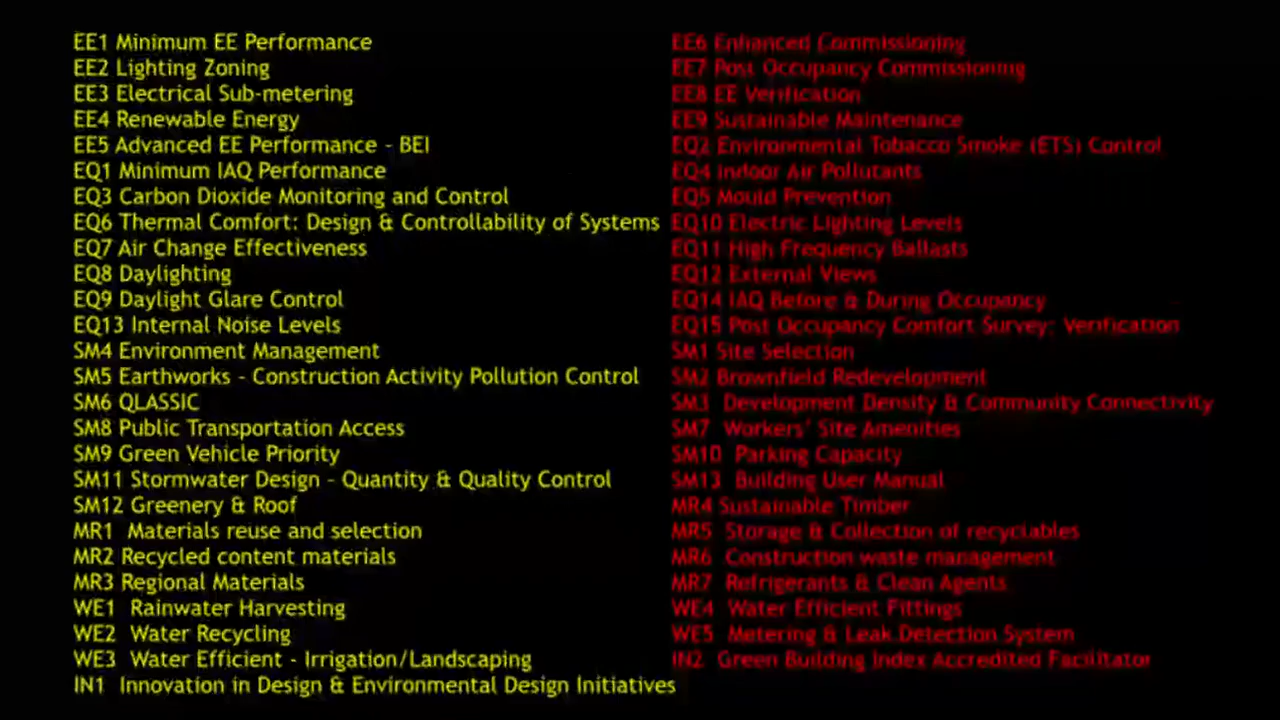 EE1 Minimum EE Performance
EE2 Lighting Zoning
EE3 Electrical Sub-metering
EE4 Renewable Energy
EE5 Advanced EE Performance - BEI
EQ1 Minimum IAQ Performance
EQ3 Carbon Dioxide Monitoring and Control
EQ6 Thermal Comfort: Design & Controllability of Systems
EQ7 Air Change Effectiveness
EQ8 Daylighting
EQ9 Daylight Glare Control
EQ13 Internal Noise Levels
SM4 Environment Management
SM5 Earthworks - Construction Activity Pollution Control
SM6 QLASSIC
SM8 Public Transportation Access
SM9 Green Vehicle Priority
SM11 Stormwater Design - Quantity & Quality Control
SM12 Greenery & Roof
MR1 Materials reuse and selection
MR2 Recycled content materials
MR3 Regional Materials
WE1 Rainwater Harvesting
WE2 Water Recycling
WE3 Water Efficient - Irrigation/Landscaping
IN1 Innovation in Design & Environmental Design Initiatives
EE6 Enhanced Commissioning
EE7 Post Occupancy Commissioning
EE8 EE Verification
EE9 Sustainable Maintenance
EQ2 Environmental Tobacco Smoke (ETS) Control
EQ4 Indoor Air Pollutants
EQ5 Mould Prevention
EQ10 Electric Lighting Levels
EQ11 High Frequency Ballasts
EQ12 External Views
EQ14 IAQ Before & During Occupancy
EQ15 Post Occupancy Comfort Survey: Verification
SM1 Site Selection
SM2 Brownfield Redevelopment
SM3 Development Density & Community Connectivity
SM7 Workers' Site Amenities
SM10 Parking Capacity
SM13 Building User Manual
MR4 Sustainable Timber
MR5 Storage & Collection of recyclables
MR6 Construction waste management
MR7 Refrigerants & Clean Agents
WE4 Water Efficient Fittings
WE5 Metering & Leak Detection System
IN2 Green Building Index Accredited Facilitator